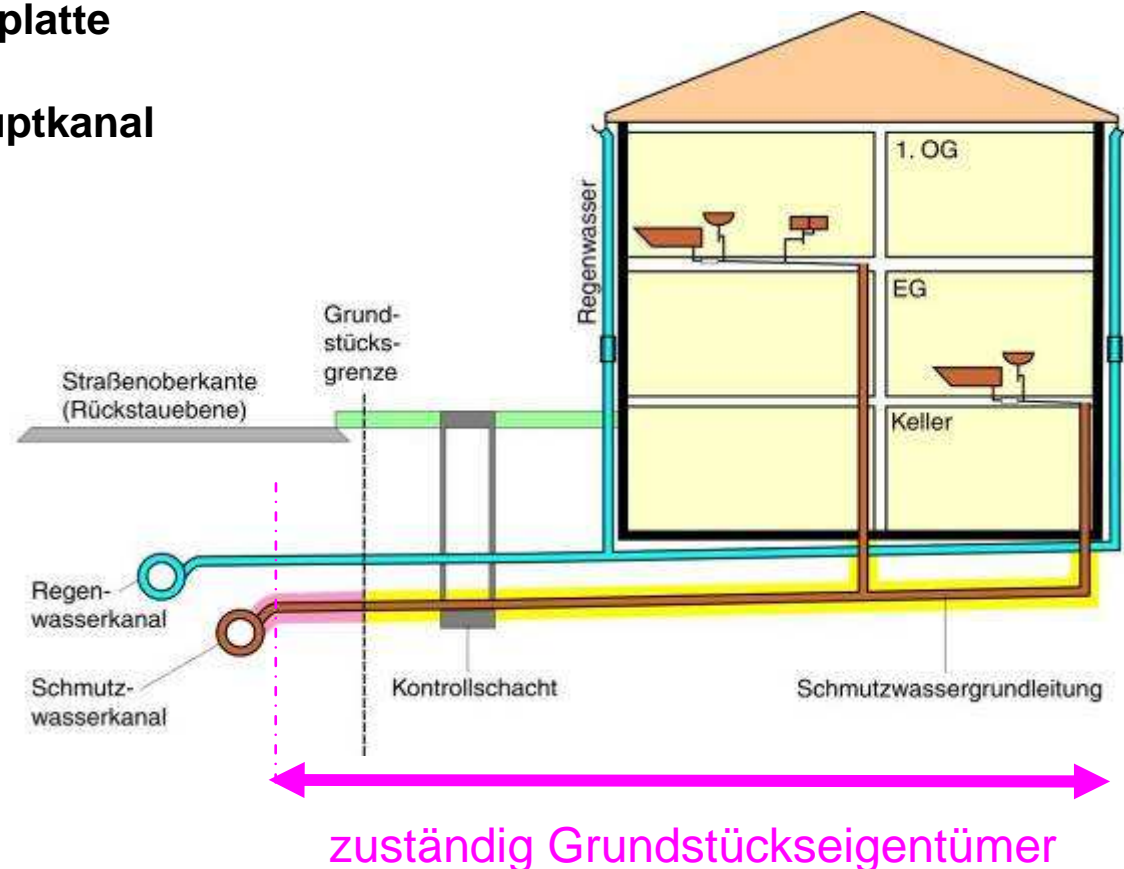 platte
uptkanal
1. OG
Regenwasser
EG
Grund-
stücks-
grenze
Straßenoberkante
(Rückstauebene)
Keller
Regen-
wasserkanal
Schmutz-
wasserkanal
Kontrollschacht
Schmutzwassergrundleitung
zuständig Grundstückseigentümer